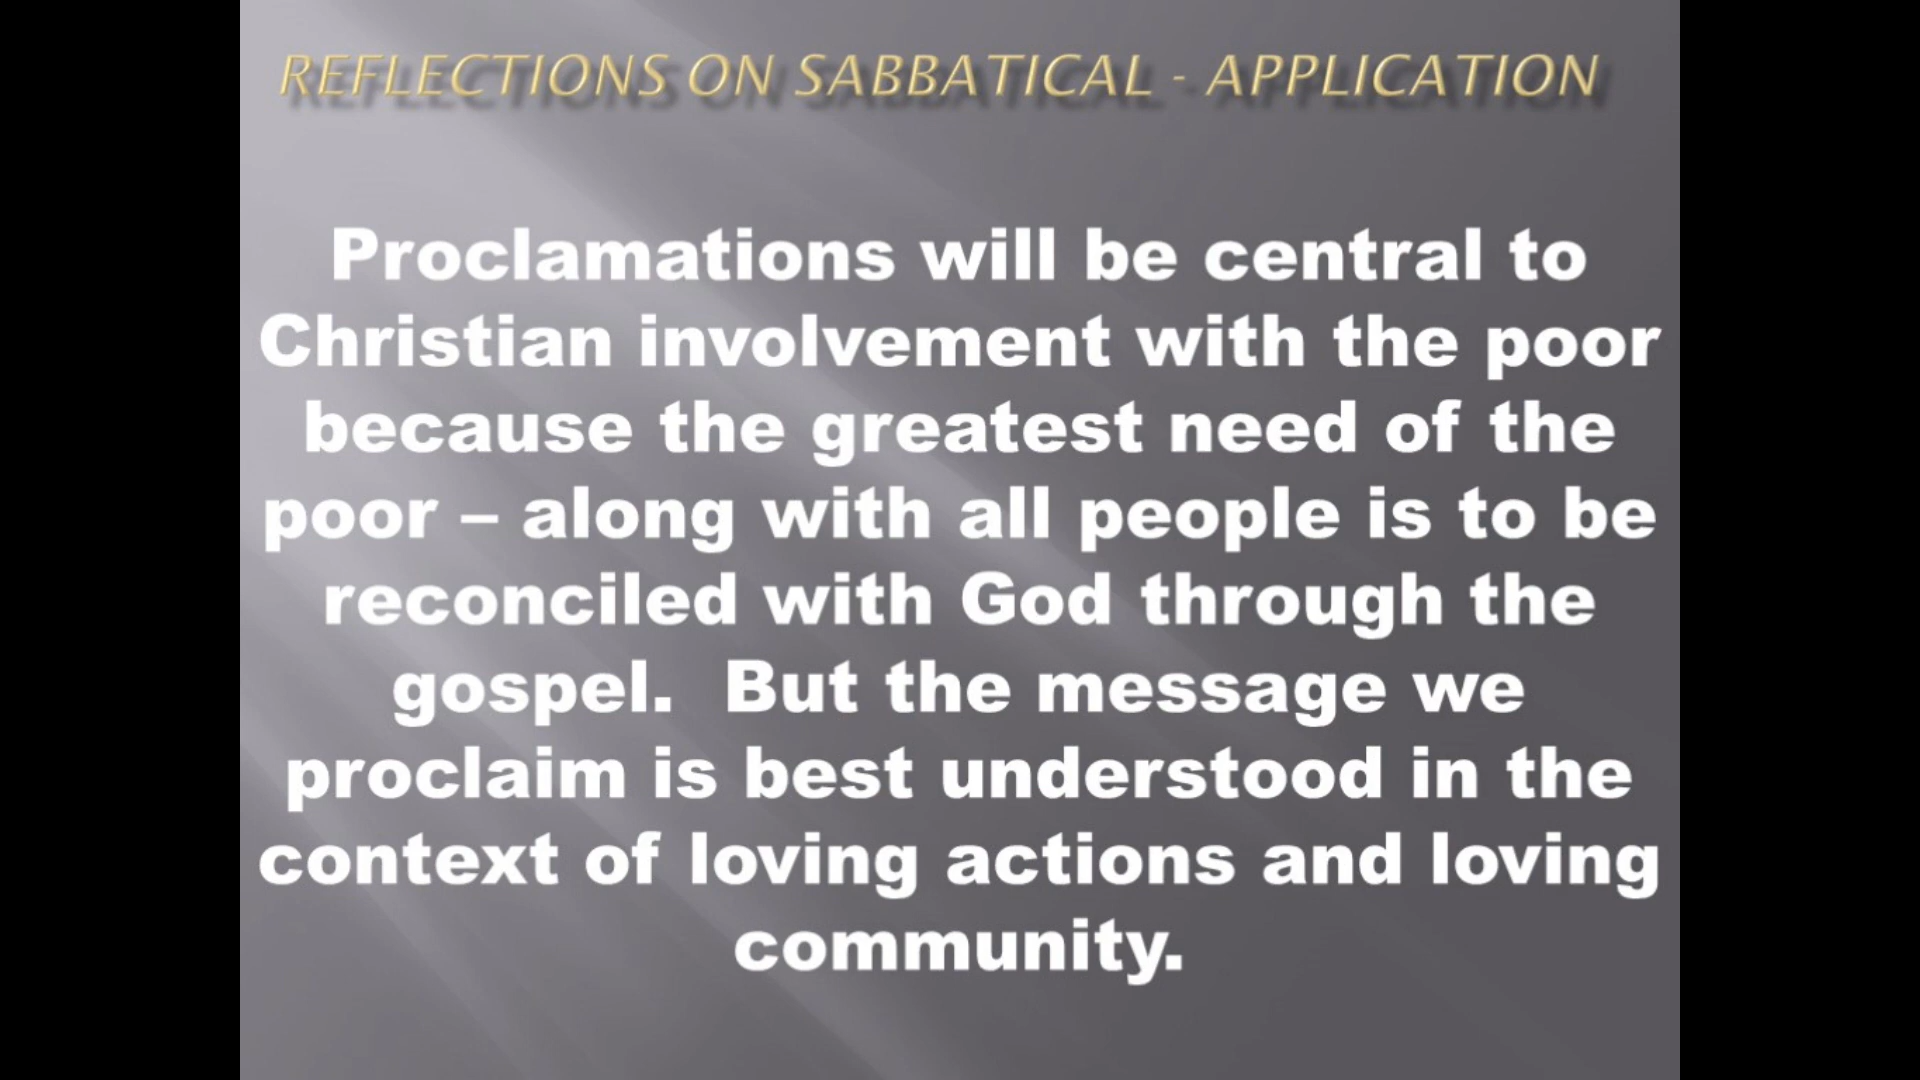 REFLECTIONS ON SABBATICAL - APPLICATION
Proclamations will be central to
Christian involvement with the poor
because the greatest need of the
poor – along with all people is to be
reconciled with God through the
gospel.  But the message we
proclaim is best understood in the
context of loving actions and loving
community.